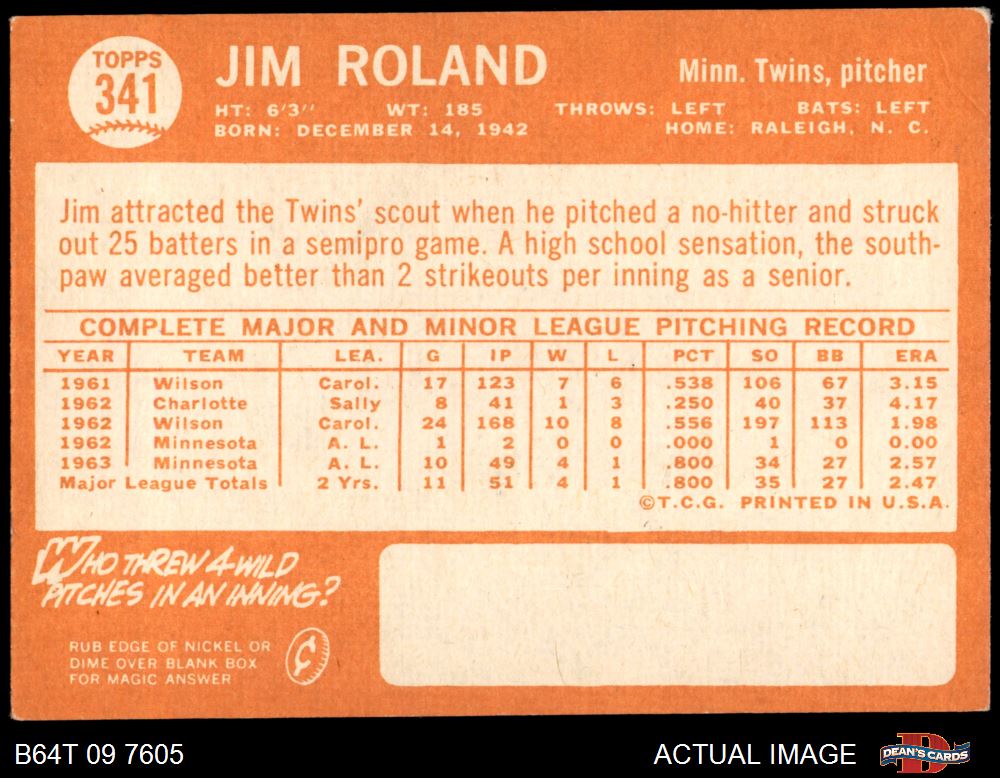 TOPPS
341
JIM ROLAND
Minn. Twins, pitcher
HT: 6'3" WT: 185 THROWS: LEFT BATS: LEFT
BORN: DECEMBER 14, 1942 HOME: RALEIGH, N. C.
Jim attracted the Twins' scout when he pitched a no-hitter and struck
out 25 batters in a semipro game. A high school sensation, the south-
paw averaged better than 2 strikeouts per inning as a senior.
COMPLETE MAJOR AND MINOR LEAGUE PITCHING RECORD
YEAR TEAM LEA. G IP W L PCT SO BB ERA
1961 Wilson Carol. 17 123 7 6 .538 106 67 3.15
1962 Charlotte Sally 8 41 1 3 .250 40 37 4.17
1962 Wilson Carol. 24 168 10 8 .556 197 113 1.98
1962 Minnesota A. L. 1 2 0 0 .000 1 0 0.00
1963 Minnesota A. L. 10 49 4 1 .800 34 27 2.57
Major League Totals 2 Yrs. 11 51 4 1 .800 35 27 2.47
©T.C.G. PRINTED IN U.S.A.
WHO THREW 4 WILD
PITCHES IN AN INNING?
RUB EDGE OF NICKEL OR
DIME OVER BLANK BOX
FOR MAGIC ANSWER
¢
B64T 09 7605
ACTUAL IMAGE
D
DEAN'S CARDS